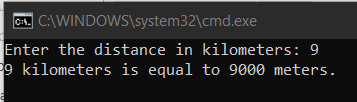 C:\WINDOWS\system32\cmd.exe
Enter the distance in kilometers: 9
9 kilometers is equal to 9000 meters.